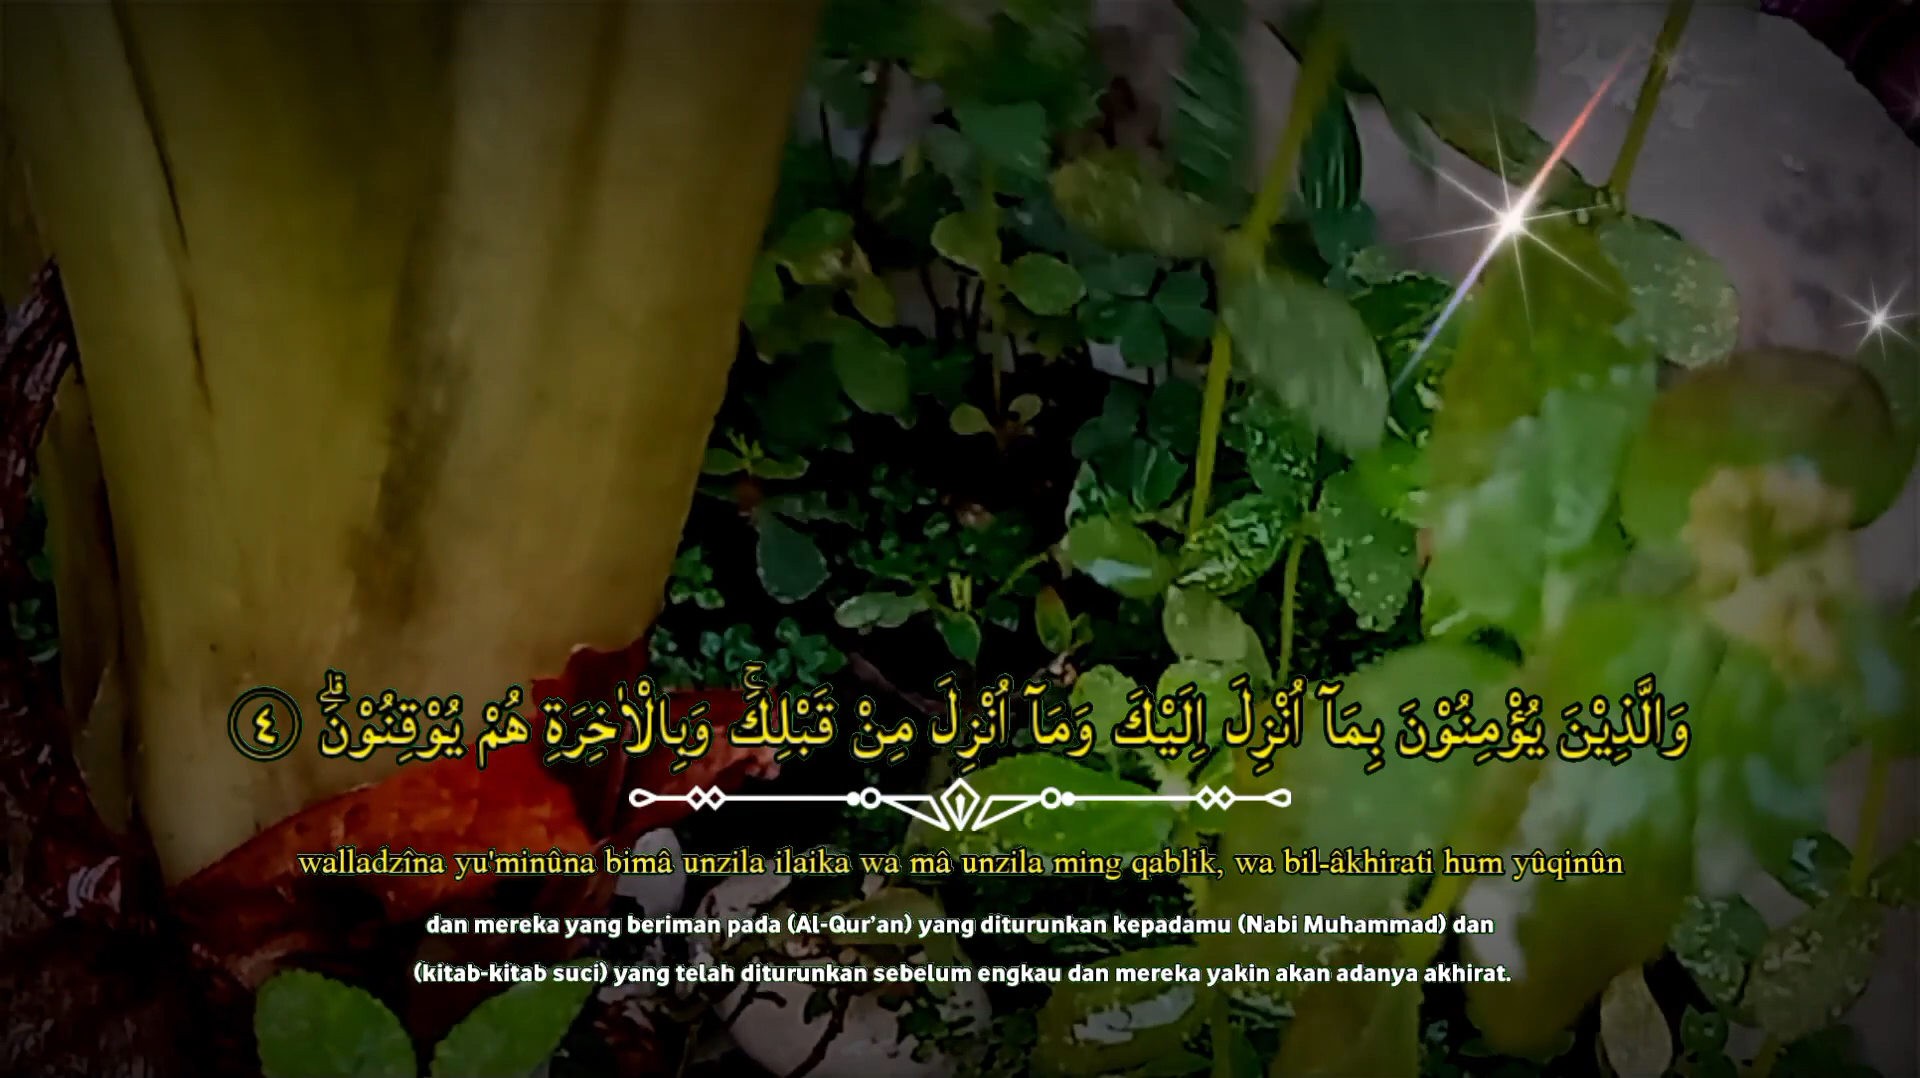 وَالَّذِيْنَ يُؤْمِنُوْنَ بِمَآ اُنْزِلَ اِلَيْكَ وَمَآ اُنْزِلَ مِنْ قَبْلِكَۚ وَبِالْاٰخِرَةِ هُمْ يُوْقِنُوْنَۗ ٤
walladzîna yu'minûna bimâ unzila ilaika wa mâ unzila ming qablik, wa bil-âkhirati hum yûqinûn
dan mereka yang beriman pada (Al-Qur’an) yang diturunkan kepadamu (Nabi Muhammad) dan
(kitab-kitab suci) yang telah diturunkan sebelum engkau dan mereka yakin akan adanya akhirat.